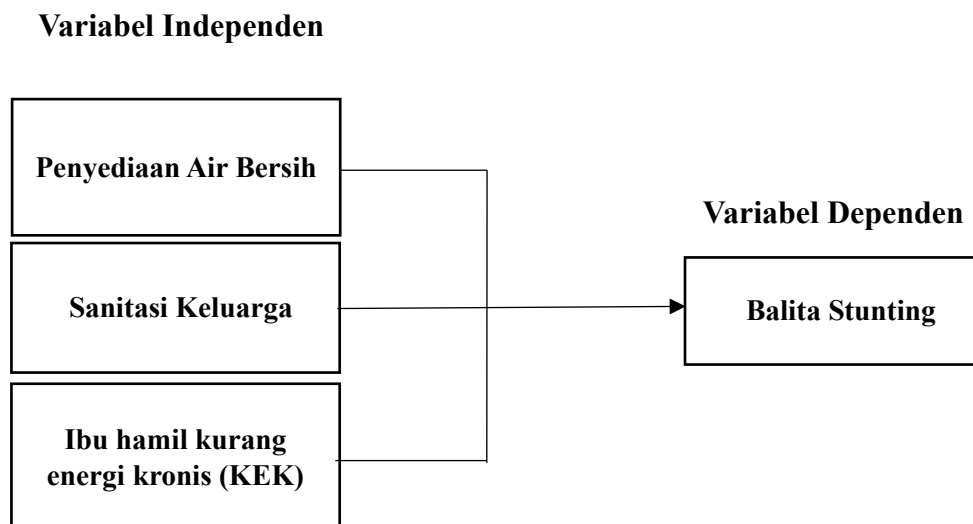 Variabel Independen
Penyediaan Air Bersih
Variabel Dependen
Sanitasi Keluarga
Balita Stunting
Ibu hamil kurang
energi kronis (KEK)